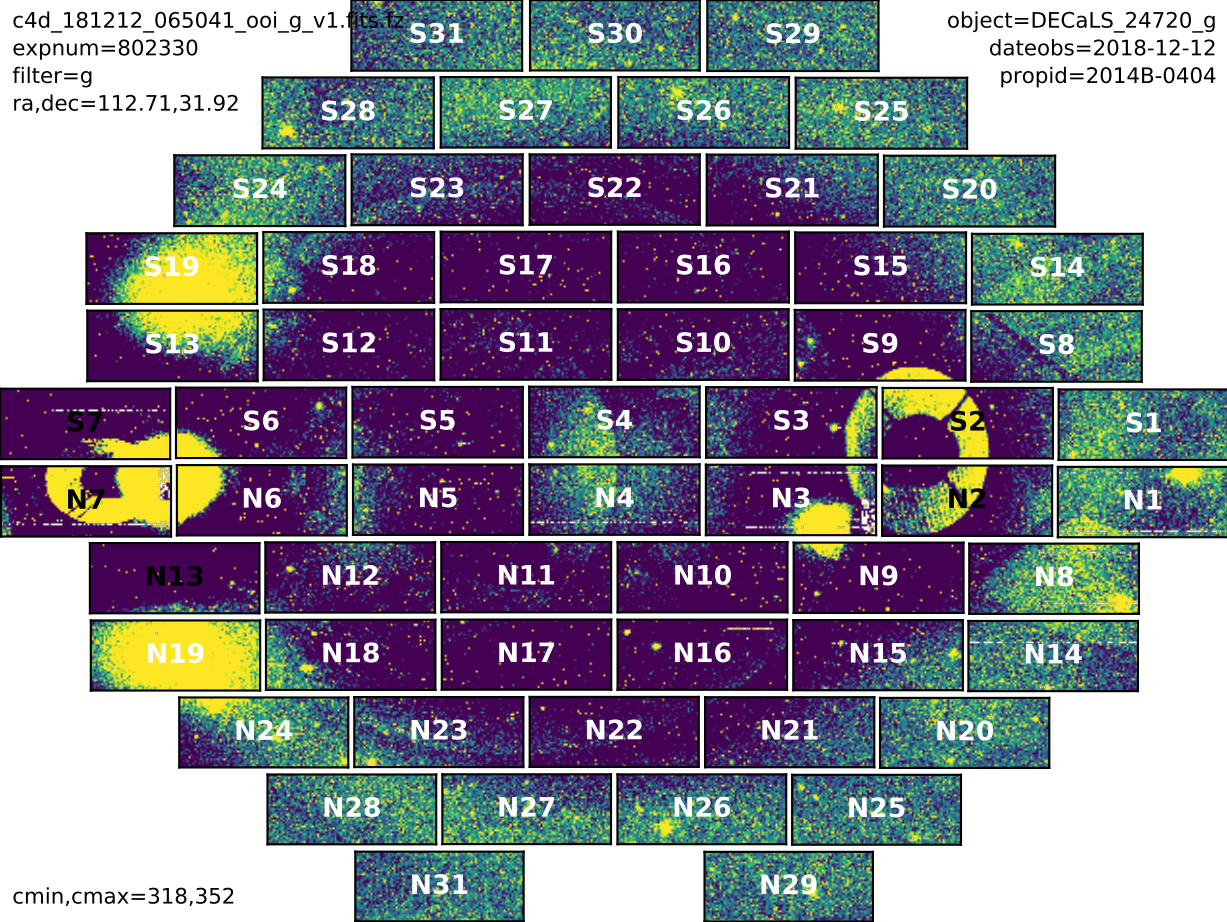 c4d_181212_065041_ooi_g_v1.fits.fz
expnum=802330
filter=g
ra,dec=112.71,31.92
object=DECaLS_24720_g
dateobs=2018-12-12
propid=2014B-0404
S31 S30 S29
S28 S27 S26 S25
S24 S23 S22 S21 S20
S19 S18 S17 S16 S15 S14
S13 S12 S11 S10 S9 S8
S7 S6 S5 S4 S3 S2 S1
N7 N6 N5 N4 N3 N2 N1
N13 N12 N11 N10 N9 N8
N19 N18 N17 N16 N15 N14
N24 N23 N22 N21 N20
N28 N27 N26 N25
N31 N29
cmin,cmax=318,352